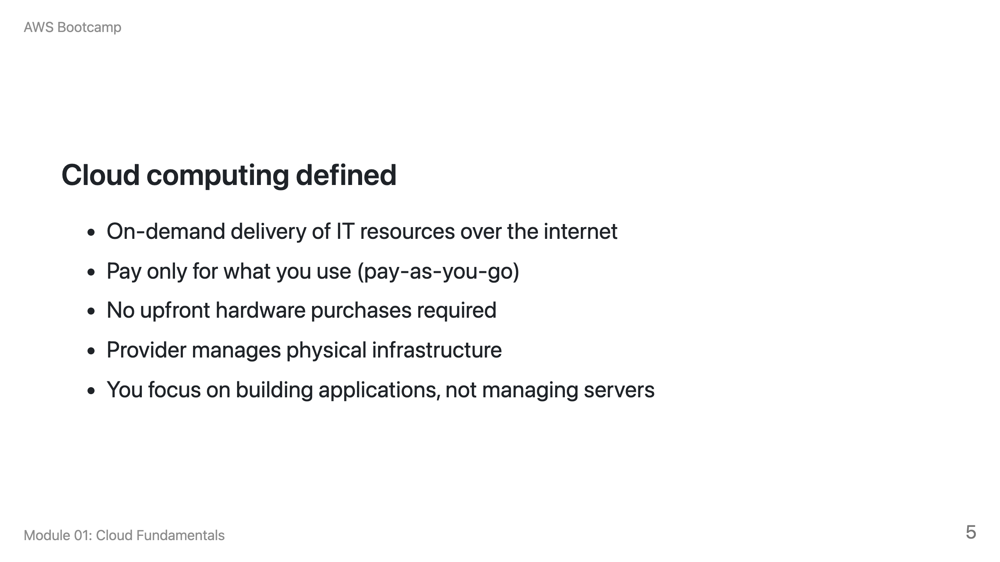 AWS Bootcamp
Cloud computing defined
• On-demand delivery of IT resources over the internet
• Pay only for what you use (pay-as-you-go)
• No upfront hardware purchases required
• Provider manages physical infrastructure
• You focus on building applications, not managing servers
Module 01: Cloud Fundamentals
5